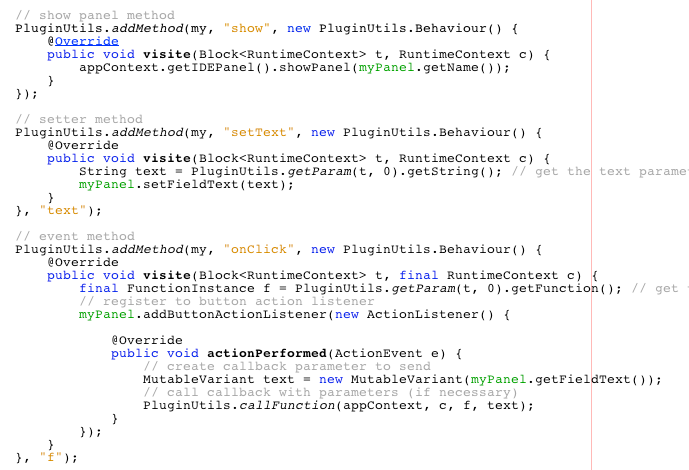 // show panel method
PluginUtils.addMethod(my, "show", new PluginUtils.Behaviour() {
    @Override
    public void visite(Block<RuntimeContext> t, RuntimeContext c) {
        appContext.getIDEPanel().showPanel(myPanel.getName());
    }
});

// setter method
PluginUtils.addMethod(my, "setText", new PluginUtils.Behaviour() {
    @Override
    public void visite(Block<RuntimeContext> t, RuntimeContext c) {
        String text = PluginUtils.getParam(t, 0).getString(); // get the text parame
        myPanel.setFieldText(text);
    }
}, "text");

// event method
PluginUtils.addMethod(my, "onClick", new PluginUtils.Behaviour() {
    @Override
    public void visite(Block<RuntimeContext> t, final RuntimeContext c) {
        final FunctionInstance f = PluginUtils.getParam(t, 0).getFunction(); // get
        // register to button action listener
        myPanel.addButtonActionListener(new ActionListener() {

            @Override
            public void actionPerformed(ActionEvent e) {
                // create callback parameter to send
                MutableVariant text = new MutableVariant(myPanel.getFieldText());
                // call callback with parameters (if necessary)
                PluginUtils.callFunction(appContext, c, f, text);
            }
        });
    }
}, "f");